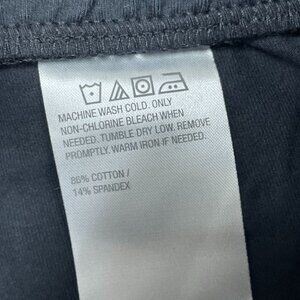 MACHINE WASH COLD. ONLY
NON-CHLORINE BLEACH WHEN
NEEDED. TUMBLE DRY LOW. REMOVE
PROMPTLY. WARM IRON IF NEEDED.
86% COTTON /
14% SPANDEX